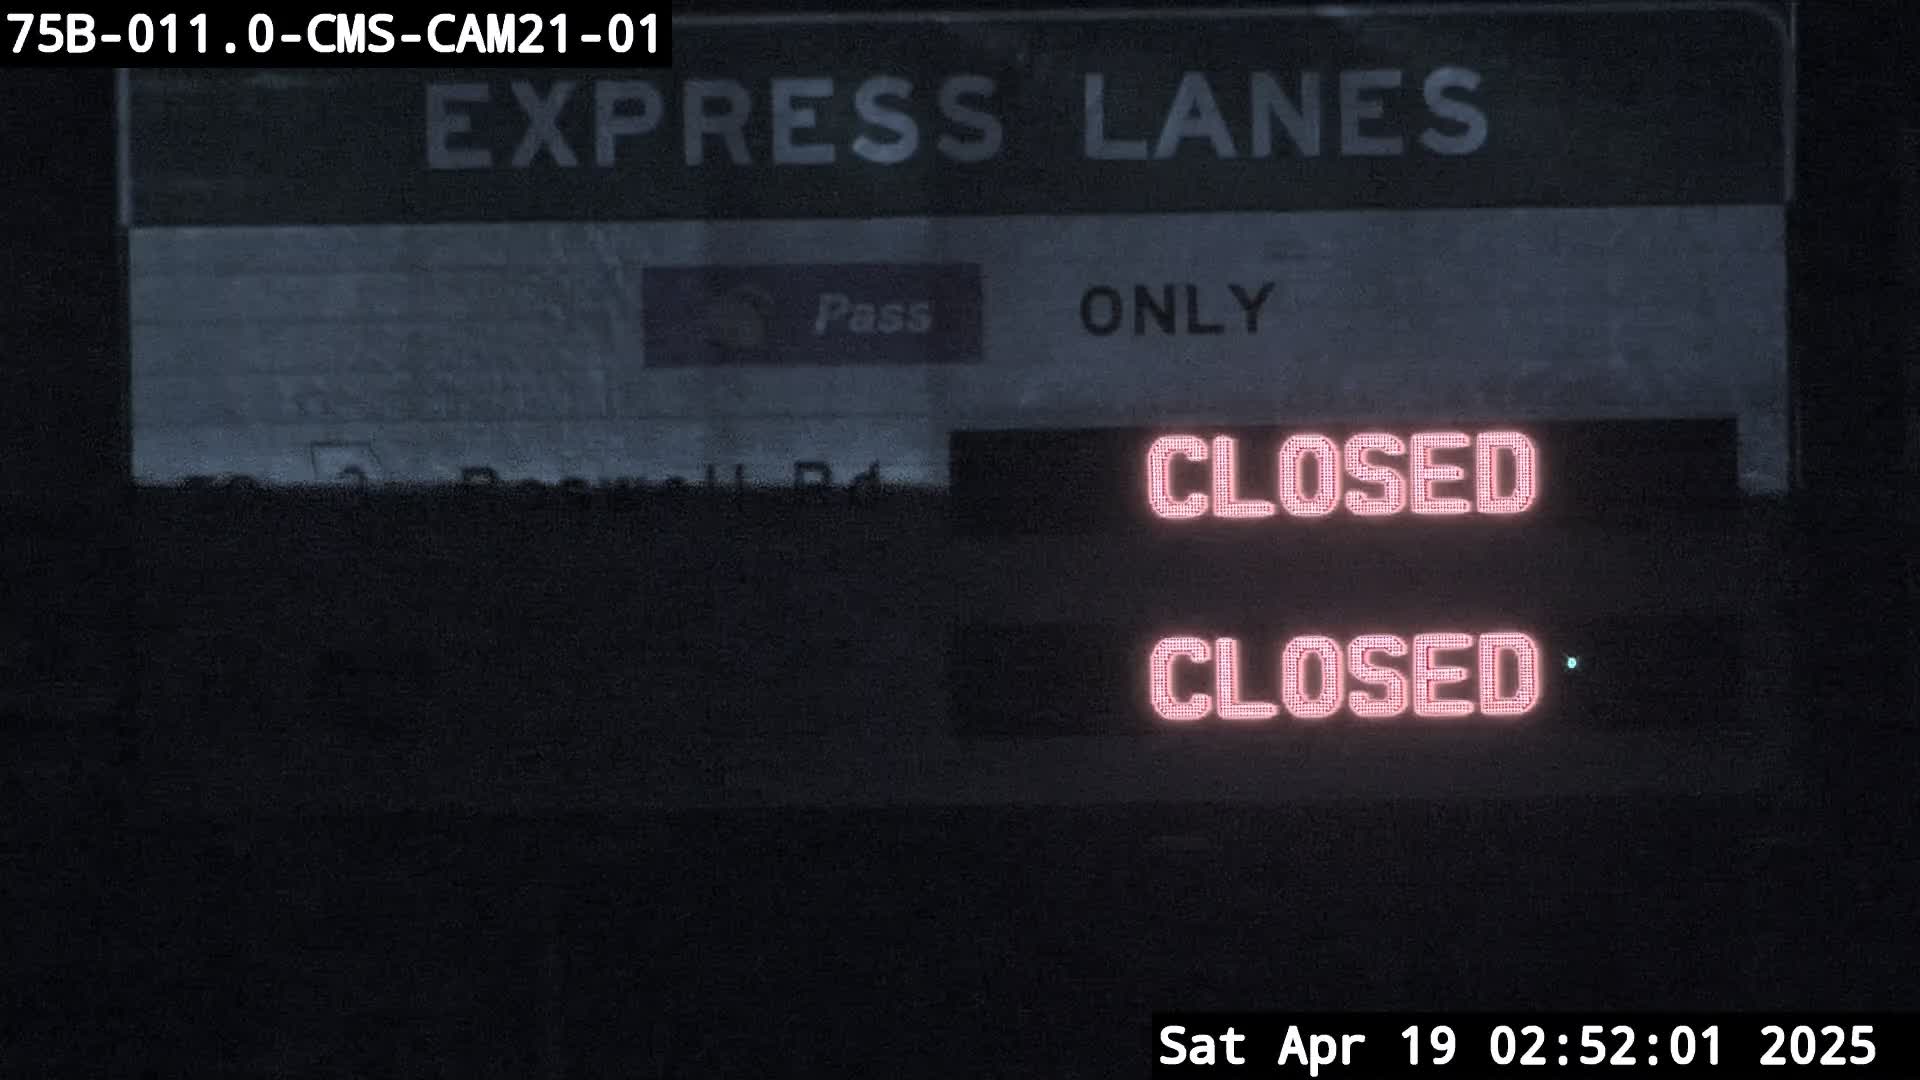 75B-011.0-CMS-CAM21-01
EXPRESS LANES
Pass ONLY
CLOSED
CLOSED
Sat Apr 19 02:52:01 2025